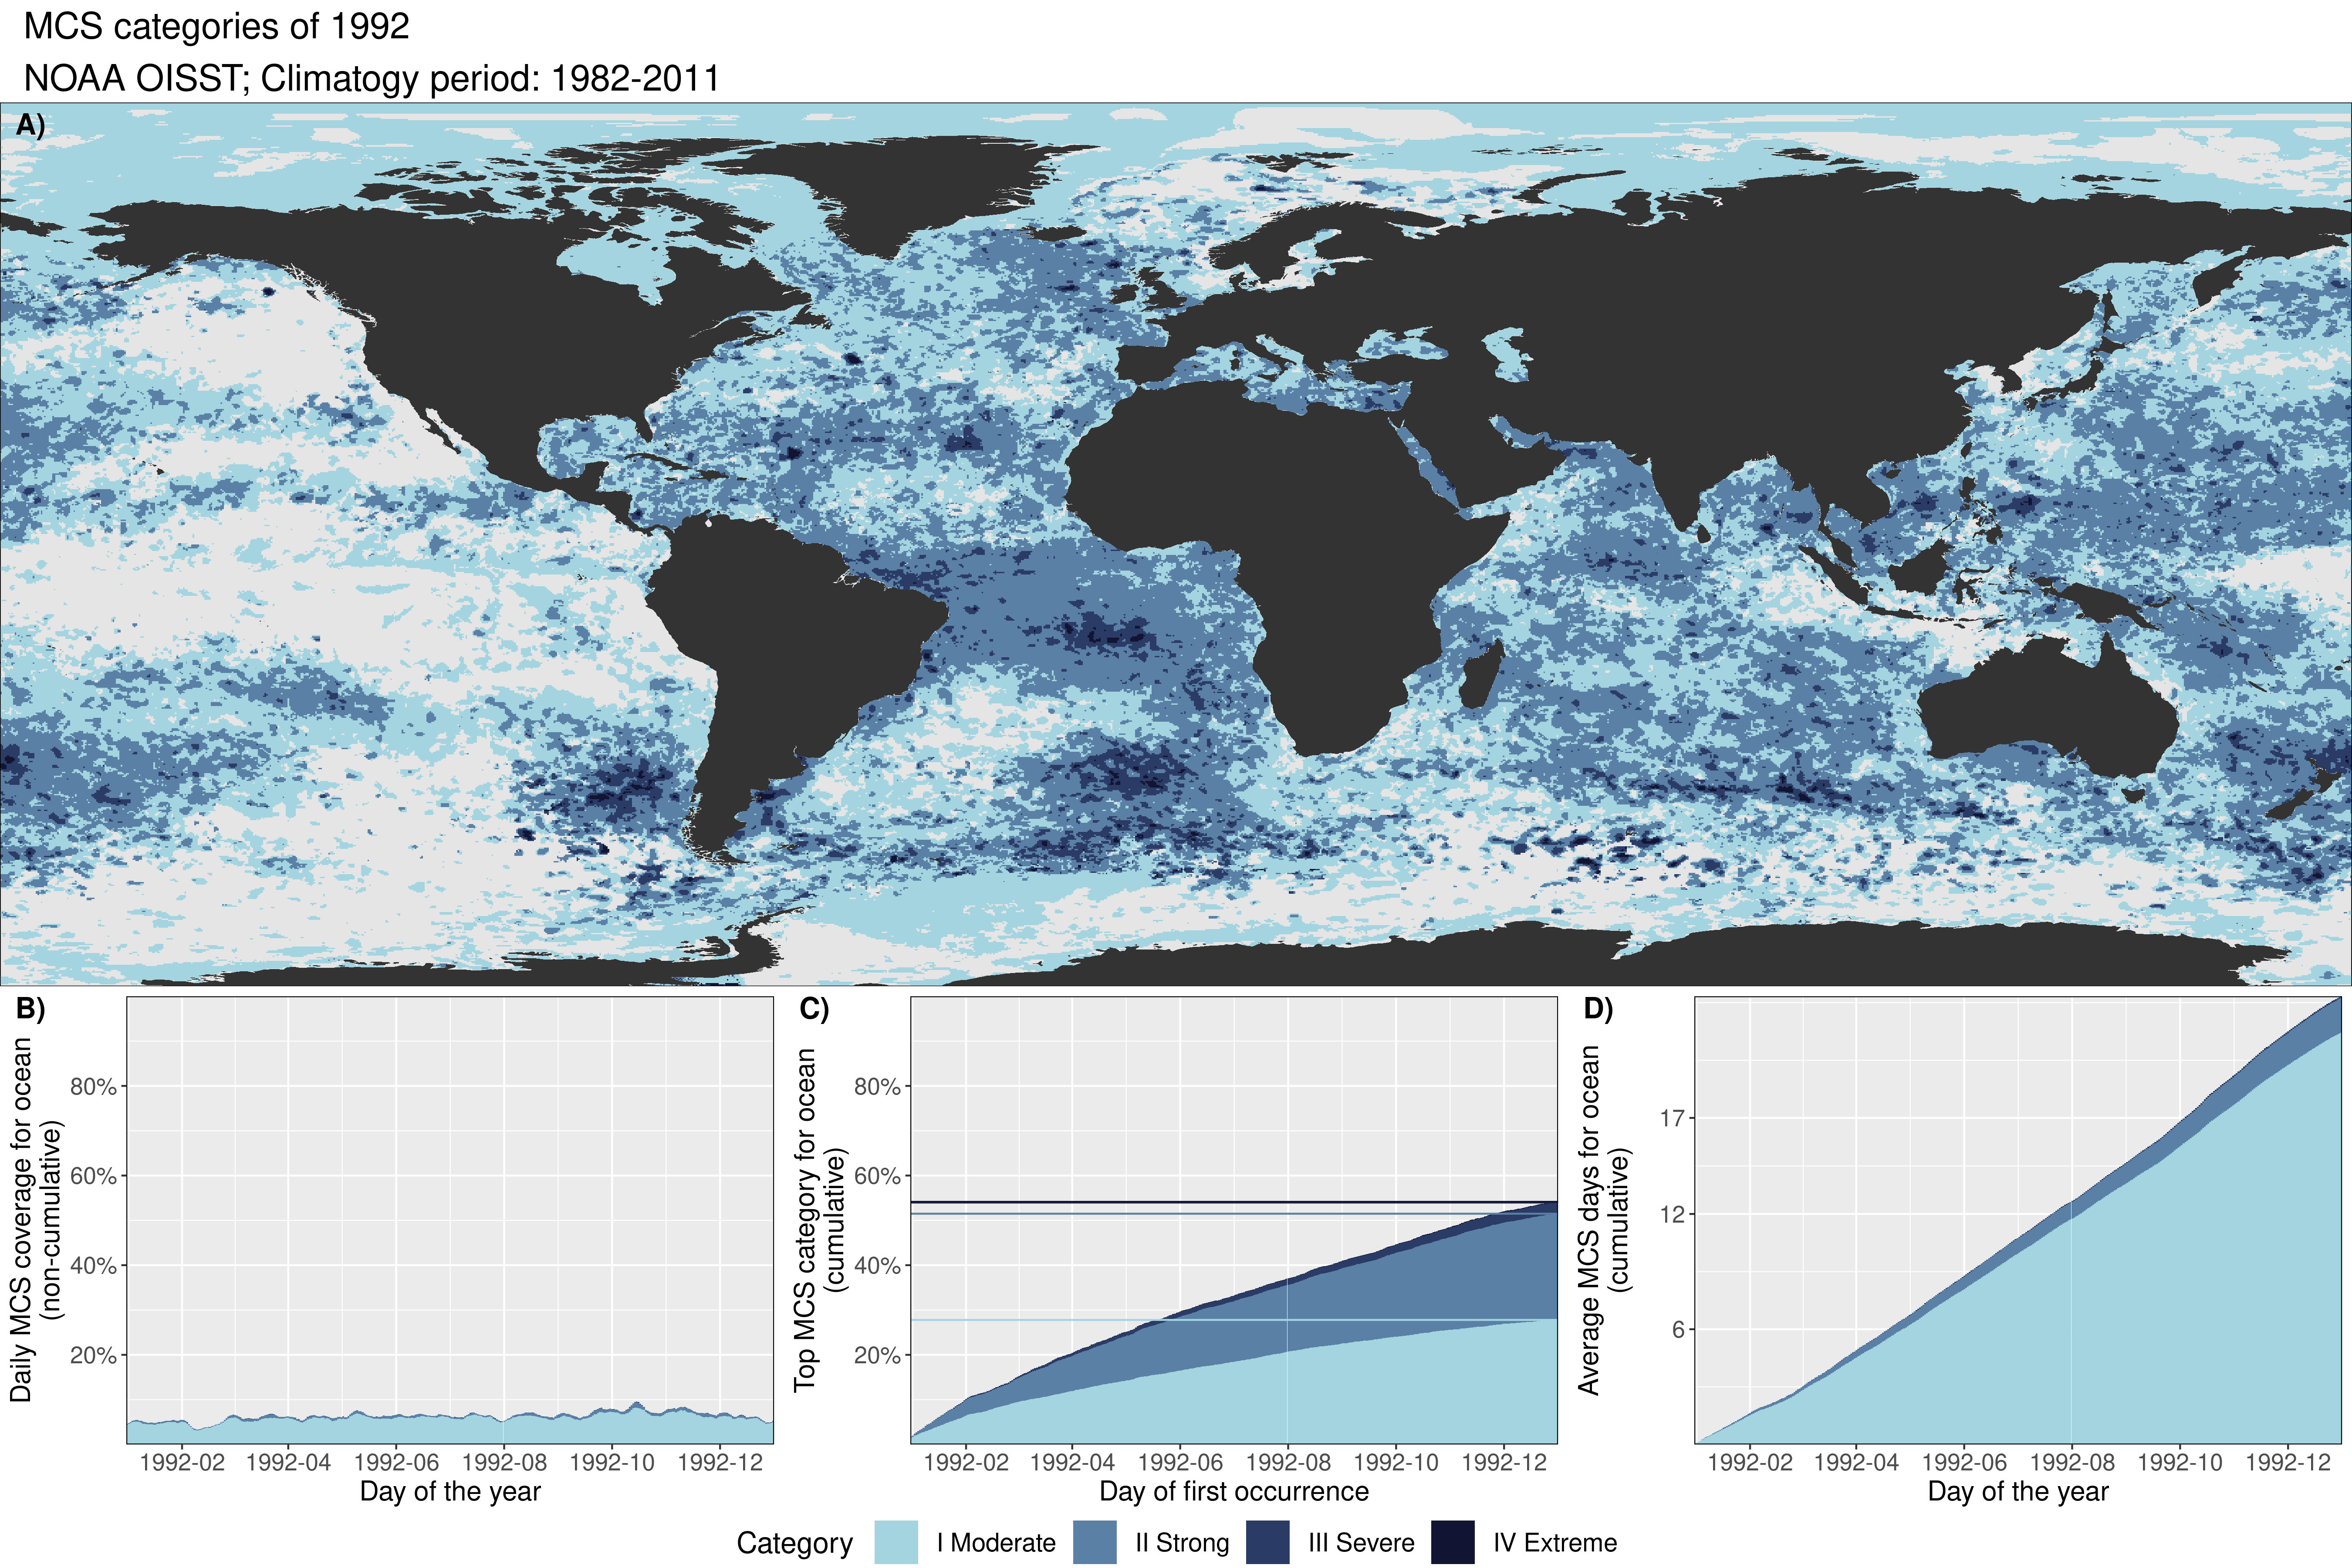 MCS categories of 1992
NOAA OISST; Climatogy period: 1982-2011
A)
B)
Daily MCS coverage for ocean
(non-cumulative)
80%
60%
40%
20%
1992-02 1992-04 1992-06 1992-08 1992-10 1992-12
Day of the year
C)
Top MCS category for ocean
(cumulative)
80%
60%
40%
20%
1992-02 1992-04 1992-06 1992-08 1992-10 1992-12
Day of first occurrence
D)
Average MCS days for ocean
(cumulative)
17
12
6
1992-02 1992-04 1992-06 1992-08 1992-10 1992-12
Day of the year
Category I Moderate II Strong III Severe IV Extreme